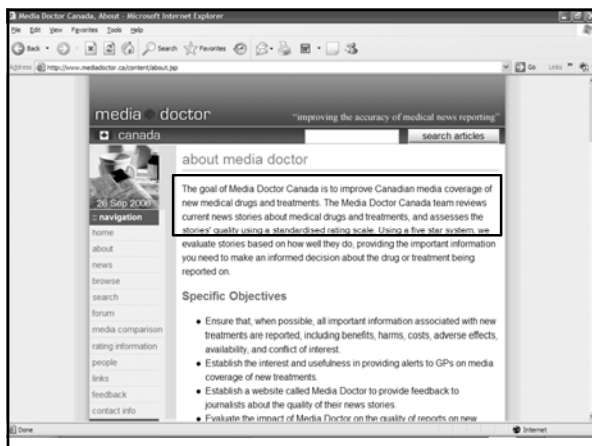 Media Doctor Canada, About - Microsoft Internet Explorer
File Edit View Favorites Tools Help
Back Search Favorites
Address http://www.mediadoctor.ca/content/about.jsp Go Links
media doctor "improving the accuracy of medical news reporting"
canada search articles
26 Sep 2006
:: navigation
home
about
news
browse
search
forum
media comparison
rating information
people
links
feedback
contact info
about media doctor
The goal of Media Doctor Canada is to improve Canadian media coverage of
new medical drugs and treatments. The Media Doctor Canada team reviews
current news stories about medical drugs and treatments, and assesses the
stories' quality using a standardised rating scale. Using a five star system, we
evaluate stories based on how well they do, providing the important information
you need to make an informed decision about the drug or treatment being
reported on.
Specific Objectives
• Ensure that, when possible, all important information associated with new
treatments are reported, including benefits, harms, costs, adverse effects,
availability, and conflict of interest.
• Establish the interest and usefulness in providing alerts to GPs on media
coverage of new treatments.
• Establish a website called Media Doctor to provide feedback to
journalists about the quality of their news stories.
• Evaluate the impact of Media Doctor on the quality of reports on new
Done Internet